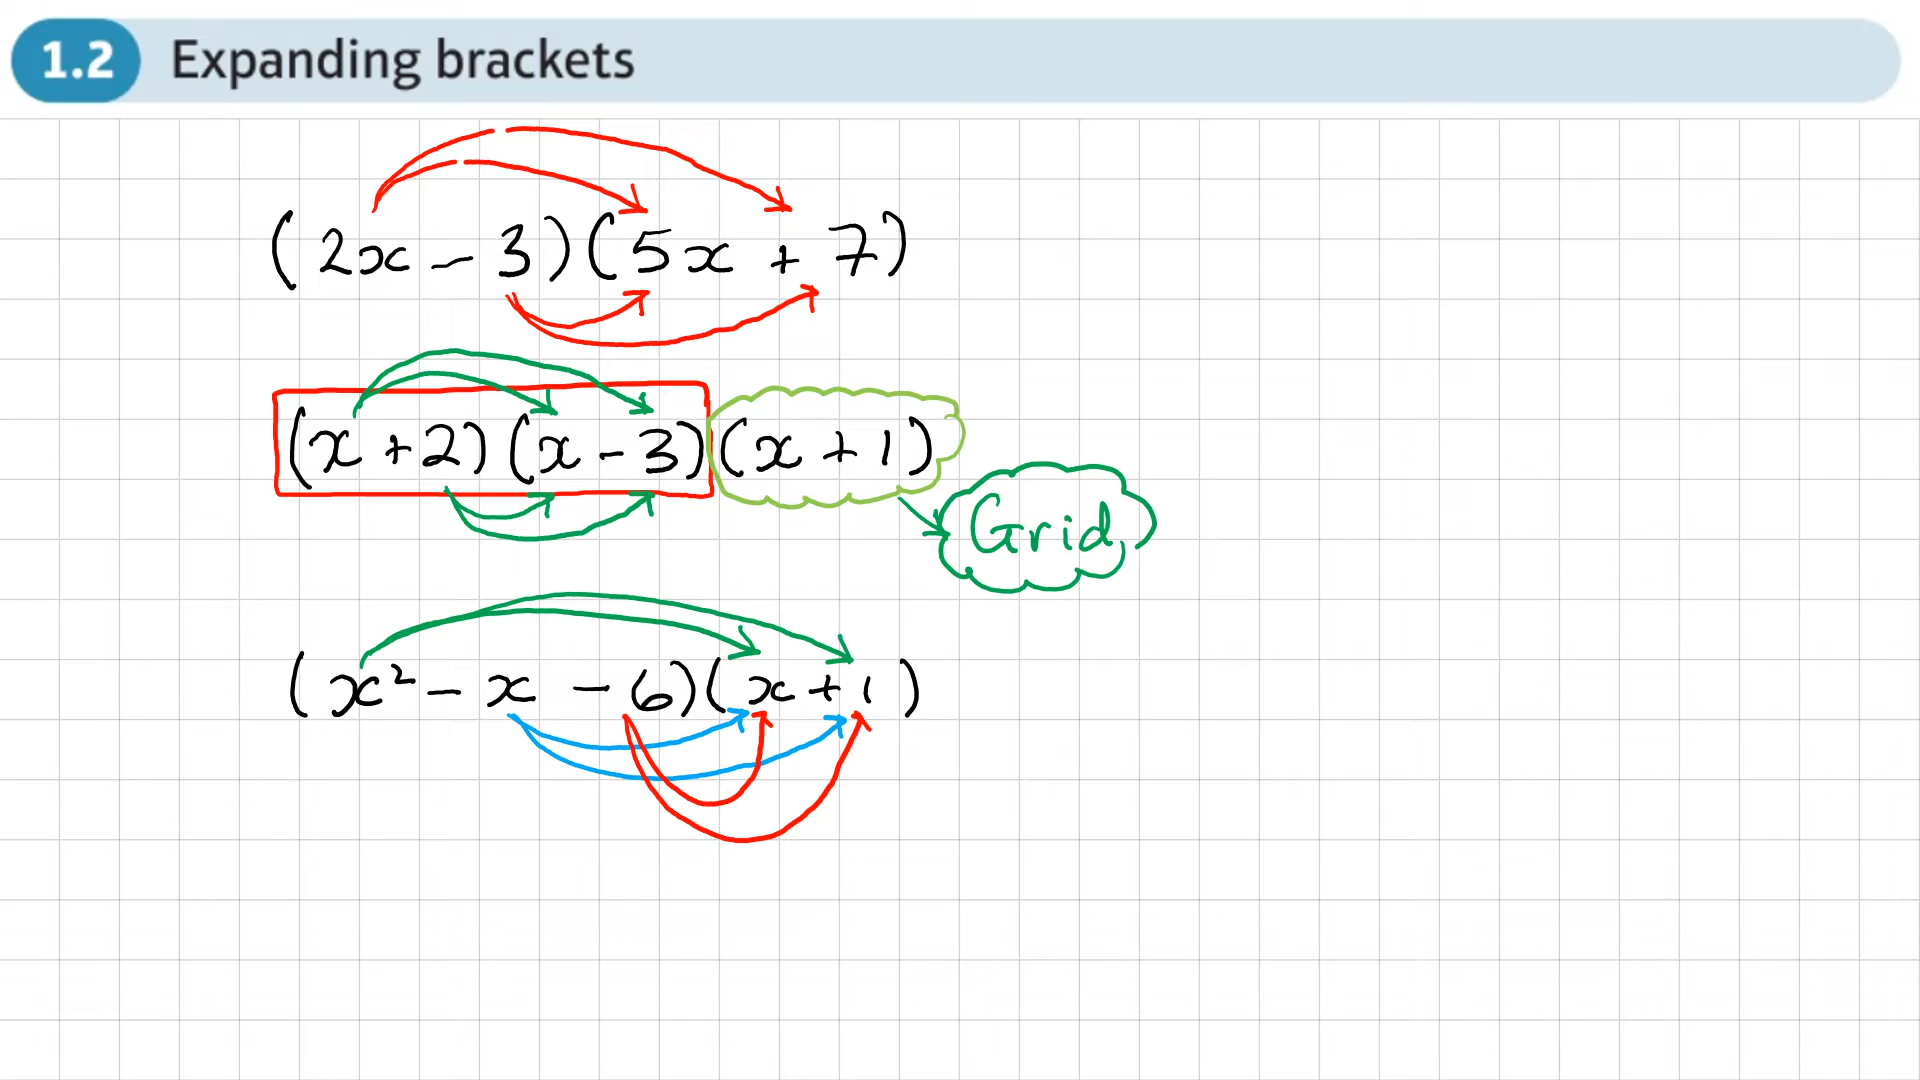 1.2 Expanding brackets
(2x - 3)(5x + 7)
(x + 2)(x - 3)(x + 1)
Grid
(x² - x - 6)(x + 1)